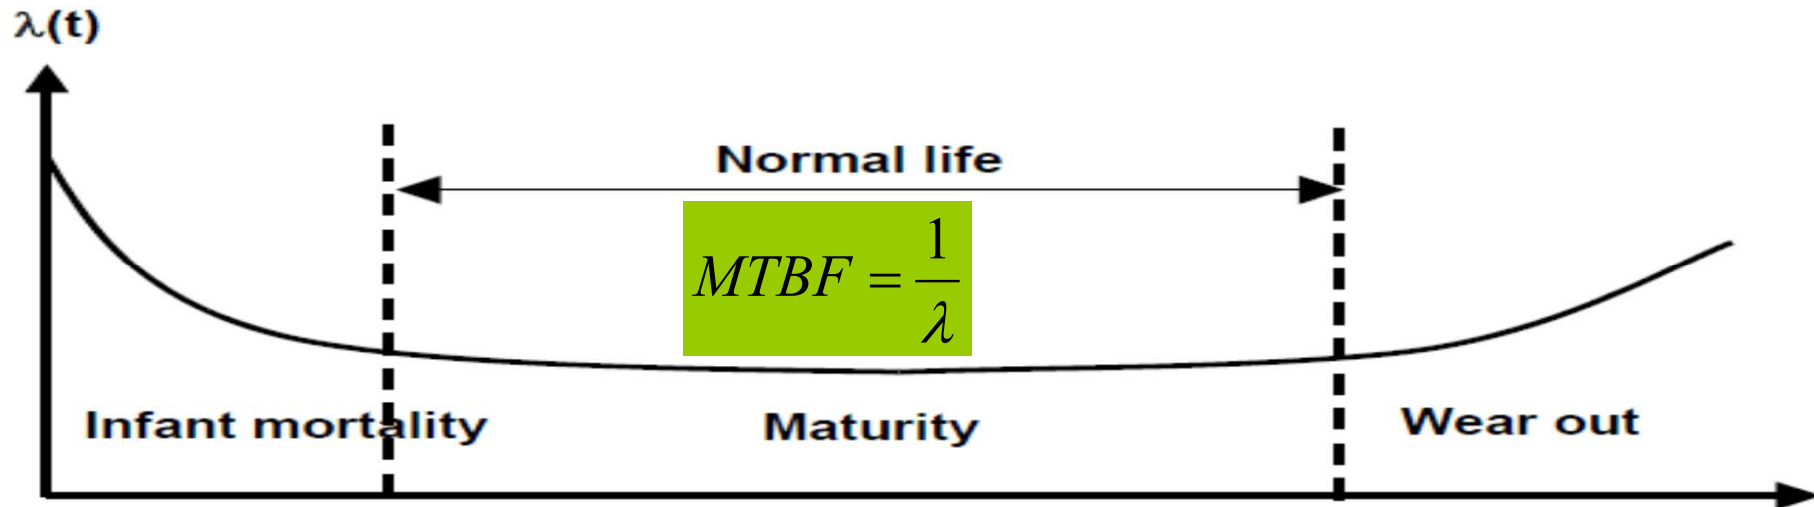 λ(t)
Normal life
MTBF = 1/λ
Infant mortality
Maturity
Wear out